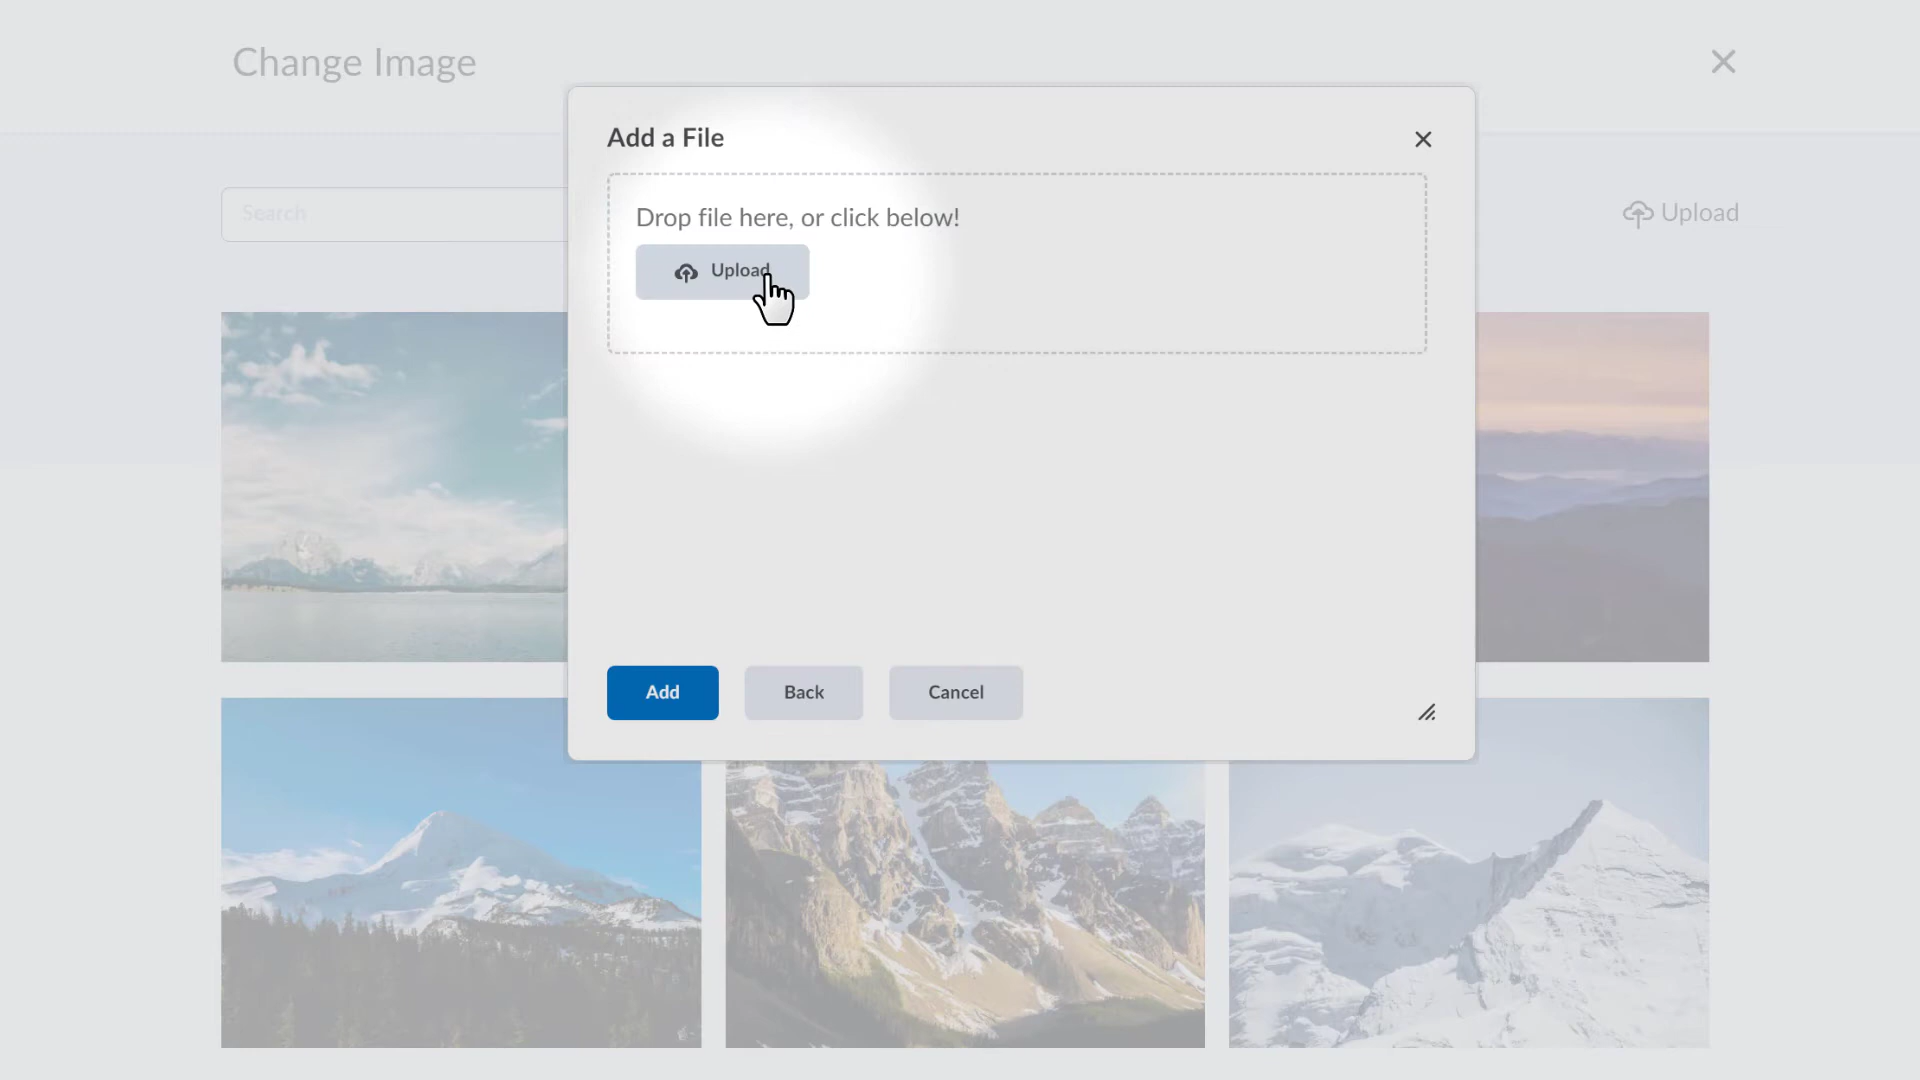 Change Image
Add a File
Search
Drop file here, or click below!
Upload
Upload
Add
Back
Cancel